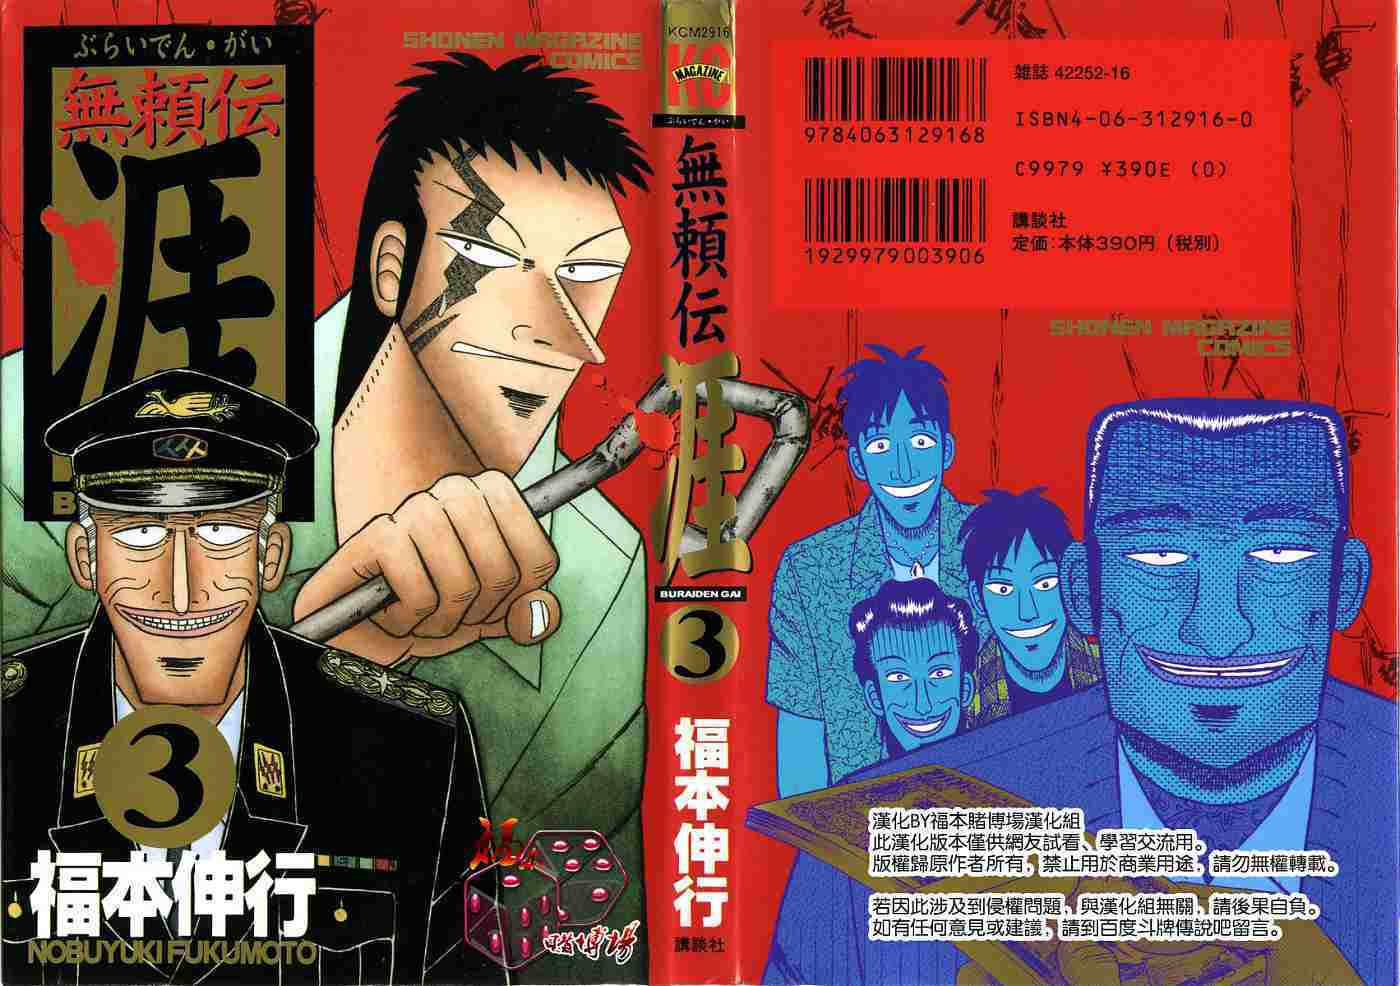 ぶらいでん・がい
無頼伝
涯
SHONEN MAGAZINE
COMICS
3
福本伸行
NOBUYUKI FUKUMOTO
賭博場
KCM2916
KC
MAGAZINE
ぶらいでん・がい
無頼伝
涯
BURAIDEN GAI
3
福本伸行
講談社
9784063129168
1929979003906
雑誌 42252-16
ISBN4-06-312916-0
C9979 ¥390E (0)
講談社
定価:本体390円(税別)
SHONEN MAGAZINE
COMICS
漢化BY福本賭博場漢化組
此漢化版本僅供網友試看、學習交流用。
版權歸原作者所有,禁止用於商業用途,請勿無權轉載。
若因此涉及到侵權問題,與漢化組無關,請後果自負。
如有任何意見或建議,請到百度斗牌傳說吧留言。